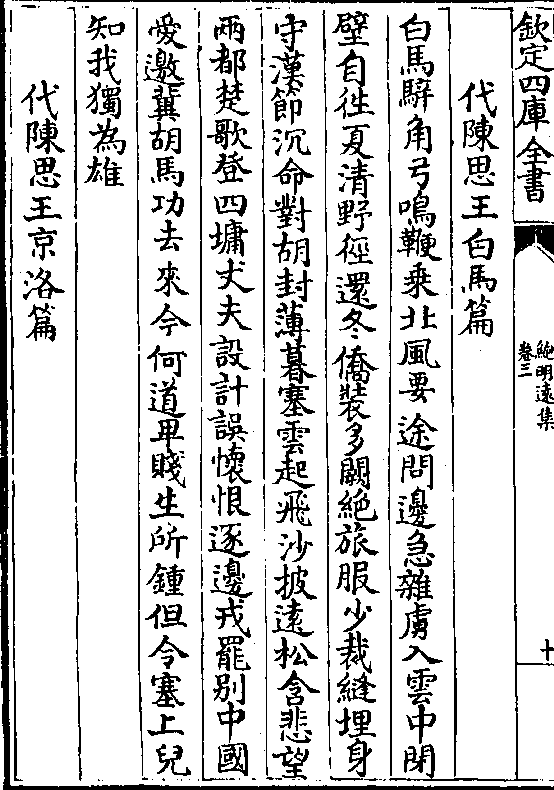 欽定四庫全書
鮑明遠集
卷三
十
代陳思王白馬篇
白馬騂角弓鳴鞭乘北風要途問邊急雜虜入雲中閉
壁自往夏清野徑還冬僑裝多闕絶旅服少裁縫埋身
守漢節沉命對胡封薄暮塞雲起飛沙披遠松含悲望
兩都楚歌登四墉丈夫設計誤懷恨逐邊戎罷别中國
愛邀冀胡馬功去來今何道卑賤生所鍾但令塞上兒
知我獨為雄
代陳思王京洛篇